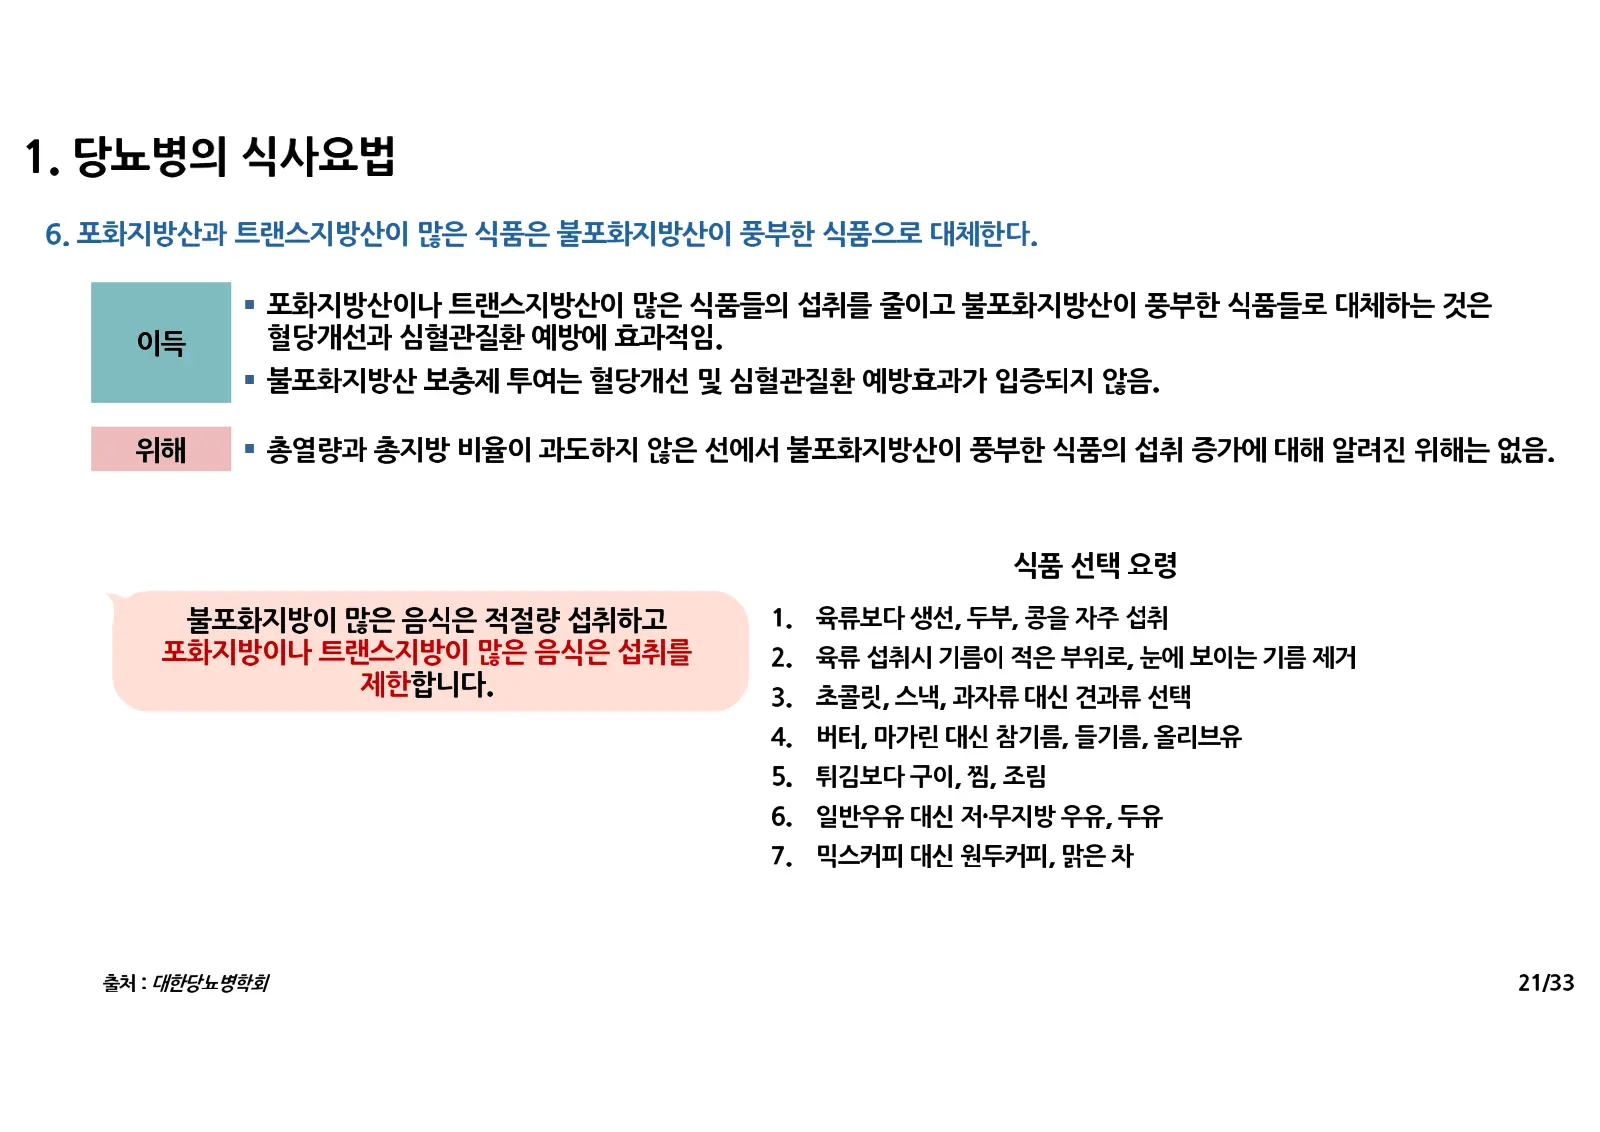 1. 당뇨병의 식사요법
6. 포화지방산과 트랜스지방산이 많은 식품은 불포화지방산이 풍부한 식품으로 대체한다.
이득
▪ 포화지방산이나 트랜스지방산이 많은 식품들의 섭취를 줄이고 불포화지방산이 풍부한 식품들로 대체하는 것은
혈당개선과 심혈관질환 예방에 효과적임.
▪ 불포화지방산 보충제 투여는 혈당개선 및 심혈관질환 예방효과가 입증되지 않음.
위해
▪ 총열량과 총지방 비율이 과도하지 않은 선에서 불포화지방산이 풍부한 식품의 섭취 증가에 대해 알려진 위해는 없음.
불포화지방이 많은 음식은 적절량 섭취하고
포화지방이나 트랜스지방이 많은 음식은 섭취를
제한합니다.
식품 선택 요령
1. 육류보다 생선, 두부, 콩을 자주 섭취
2. 육류 섭취시 기름이 적은 부위로, 눈에 보이는 기름 제거
3. 초콜릿, 스낵, 과자류 대신 견과류 선택
4. 버터, 마가린 대신 참기름, 들기름, 올리브유
5. 튀김보다 구이, 찜, 조림
6. 일반우유 대신 저·무지방 우유, 두유
7. 믹스커피 대신 원두커피, 맑은 차
출처 : 대한당뇨병학회
21/33